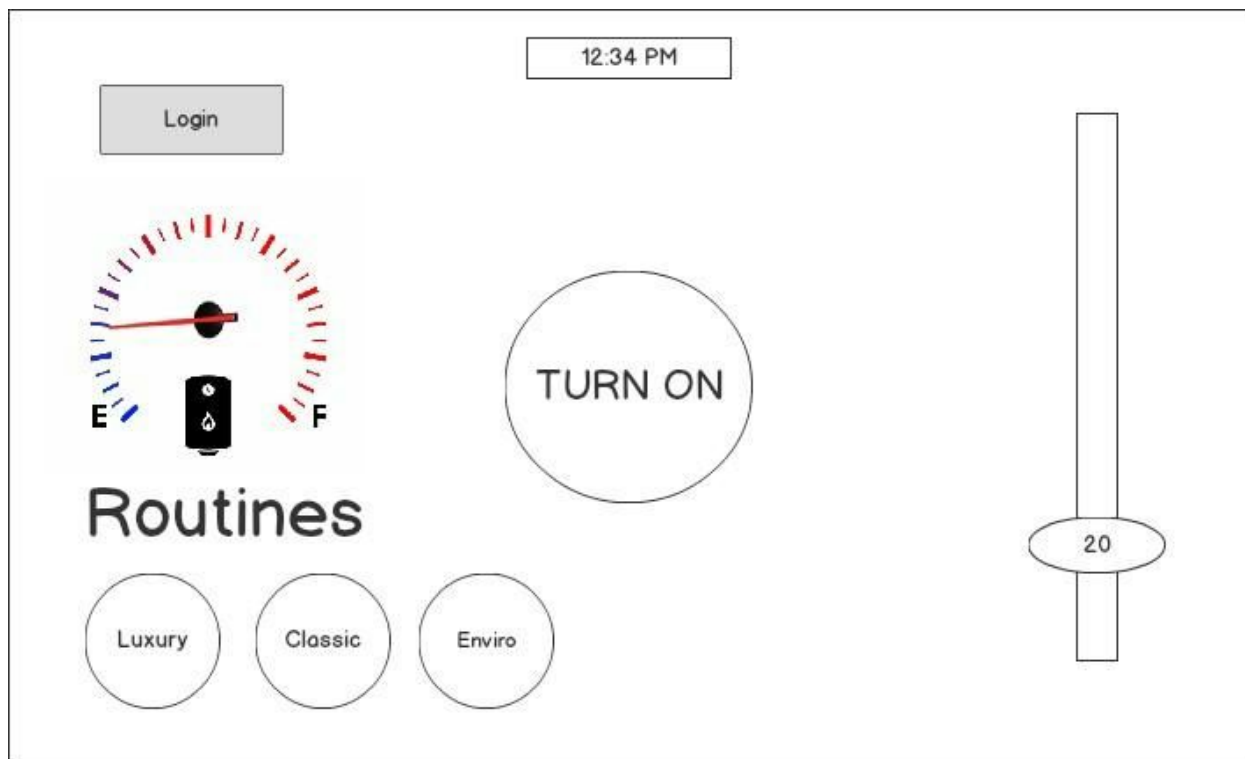 12:34 PM
Login
E
F
TURN ON
Routines
20
Luxury
Classic
Enviro